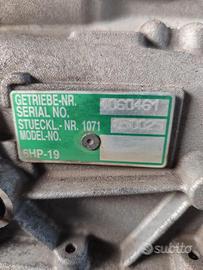 GETRIEBE-NR.
SERIAL NO. 1060461
STUECKL.-NR. 1071
MODEL-NO.
6HP-19
subito